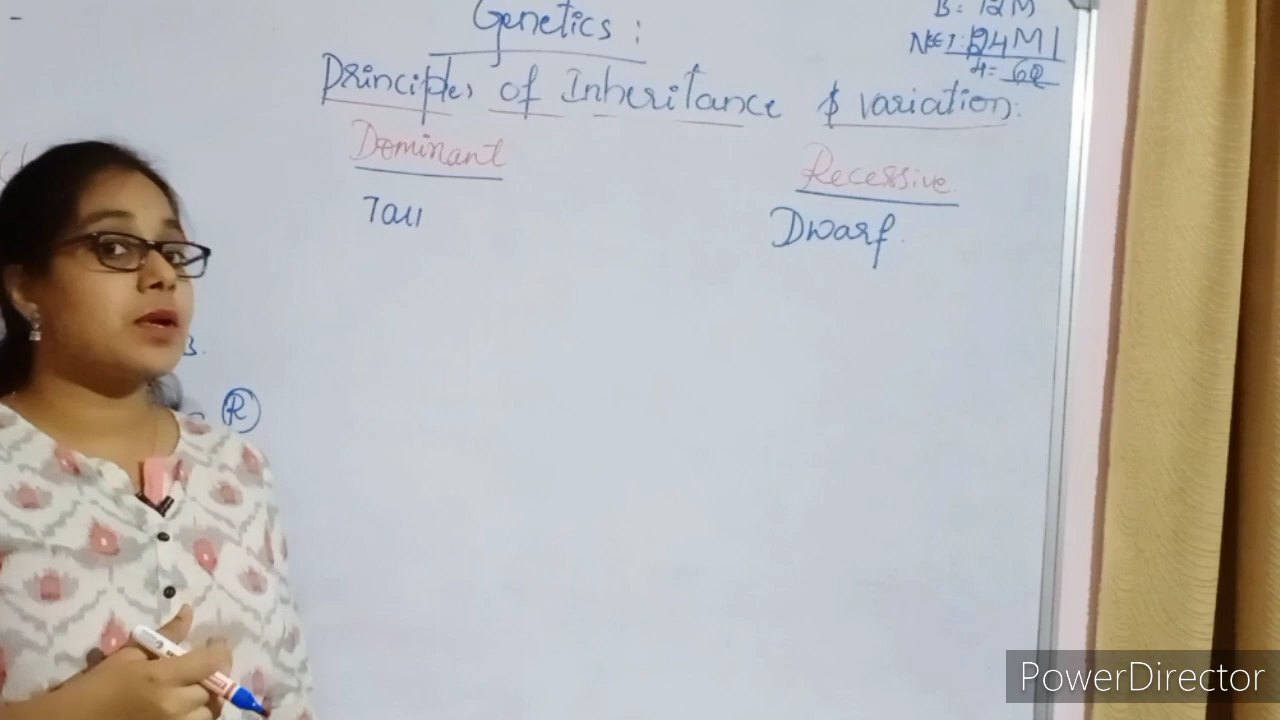 Genetics :
B: 12M
NEET: 24M
4= 6Q
Principles of Inheritance & variation.
Dominant
Recessive.
Tall
Dwarf.
B.
R
PowerDirector